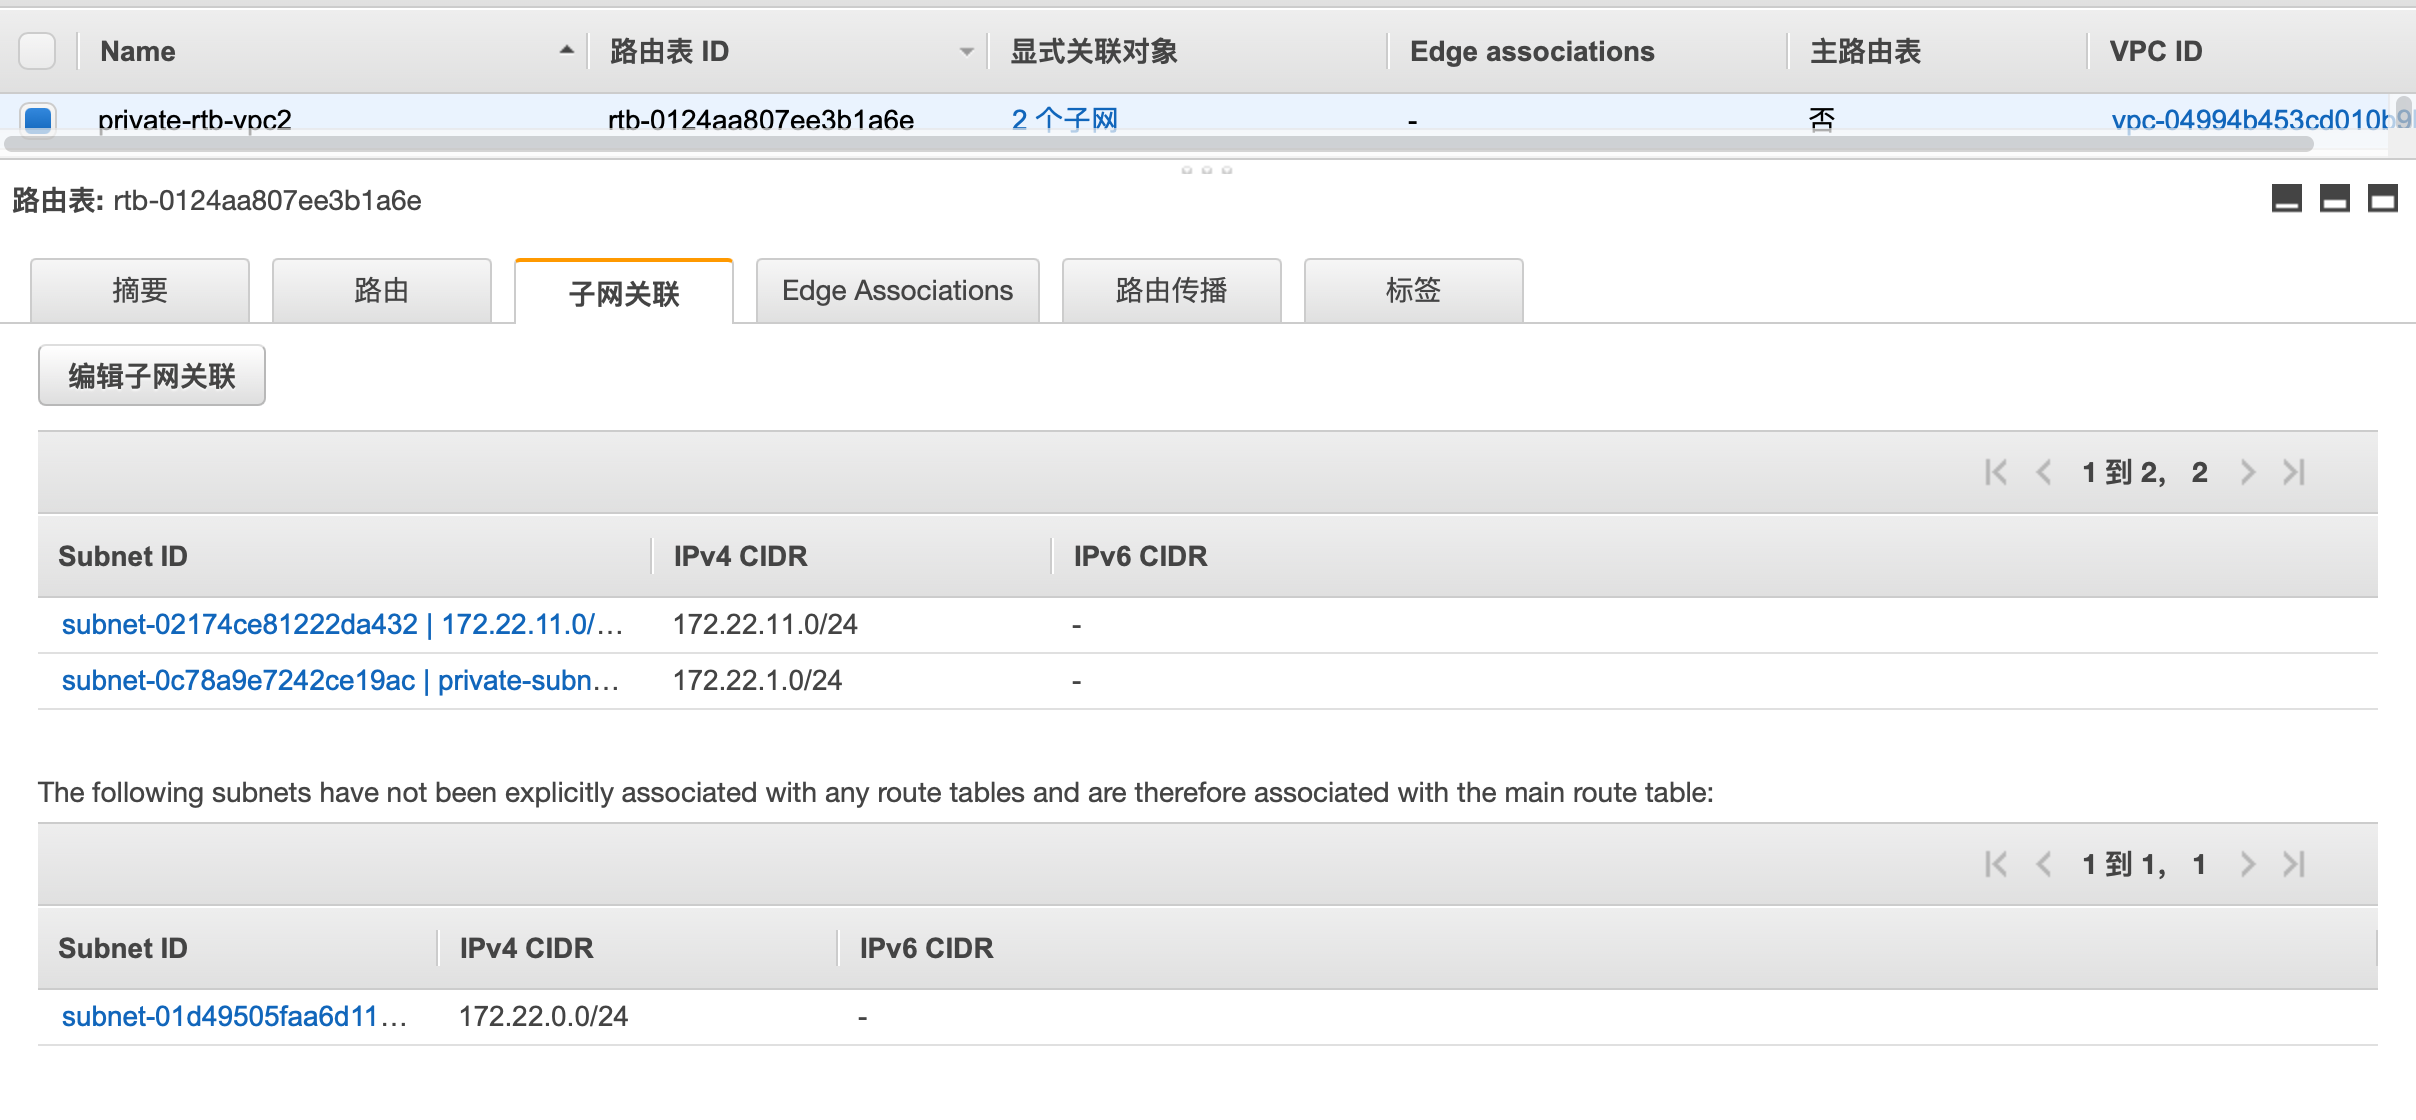 Name 路由表 ID 显式关联对象 Edge associations 主路由表 VPC ID
private-rtb-vpc2 rtb-0124aa807ee3b1a6e 2 个子网 - 否 vpc-04994b453cd010b9
路由表: rtb-0124aa807ee3b1a6e
摘要 路由 子网关联 Edge Associations 路由传播 标签
编辑子网关联
1 到 2, 2
Subnet ID IPv4 CIDR IPv6 CIDR
subnet-02174ce81222da432 | 172.22.11.0/… 172.22.11.0/24 -
subnet-0c78a9e7242ce19ac | private-subn… 172.22.1.0/24 -
The following subnets have not been explicitly associated with any route tables and are therefore associated with the main route table:
1 到 1, 1
Subnet ID IPv4 CIDR IPv6 CIDR
subnet-01d49505faa6d11… 172.22.0.0/24 -